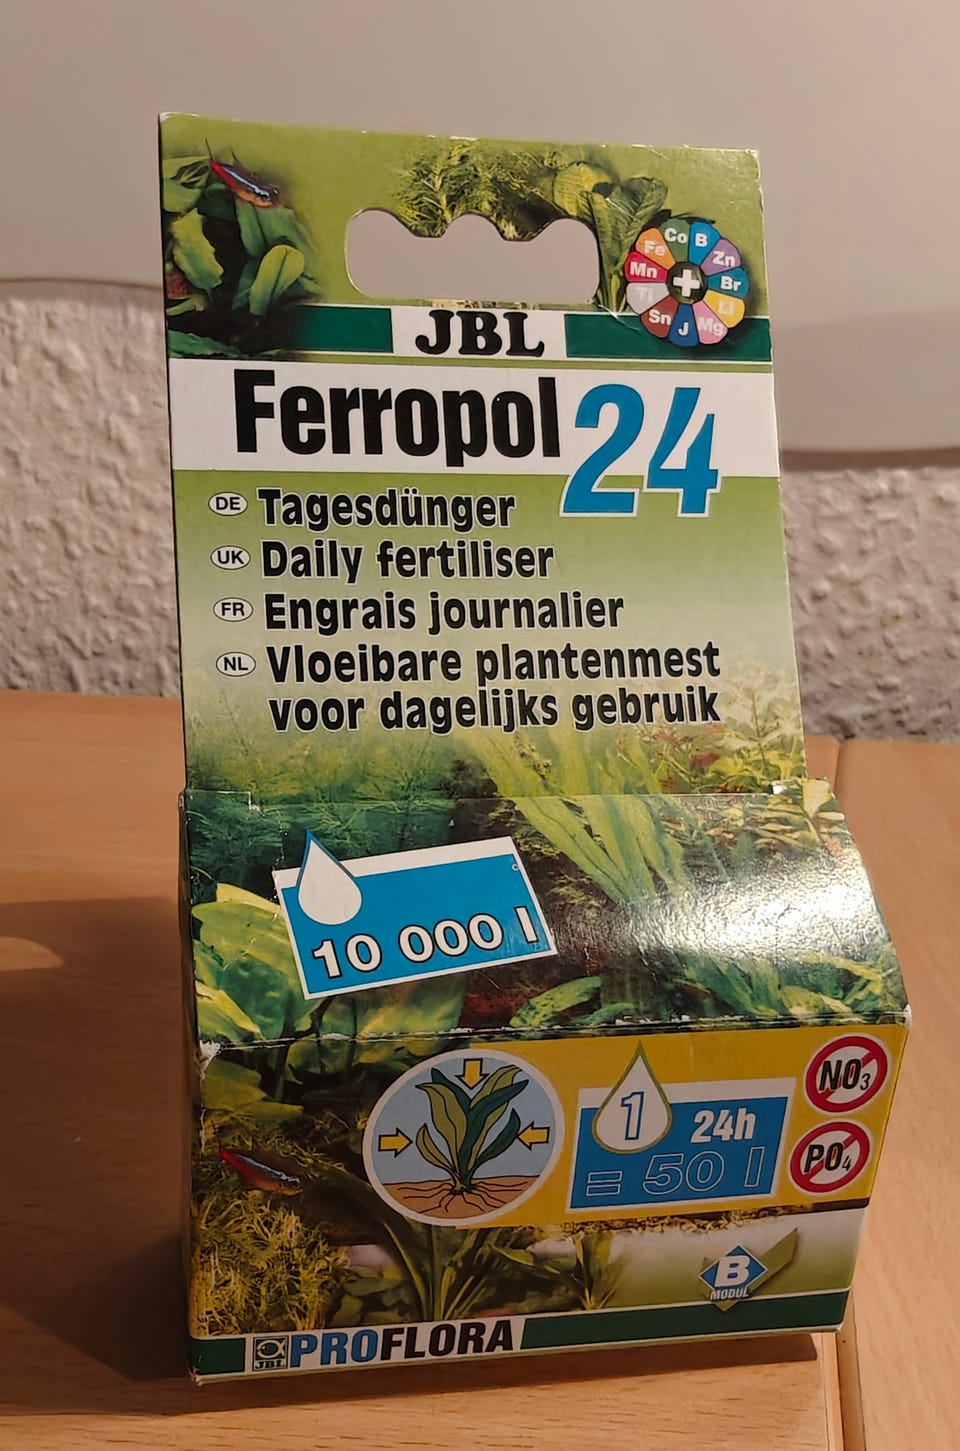 Co B
Fe Zn
Mn Br
Ti Li
Sn J Mg
JBL
Ferropol 24
DE Tagesdünger
UK Daily fertiliser
FR Engrais journalier
NL Vloeibare plantenmest
voor dagelijks gebruik
10 000 l
1 24h
= 50 l
NO3
PO4
B
MODUL
JBL PROFLORA